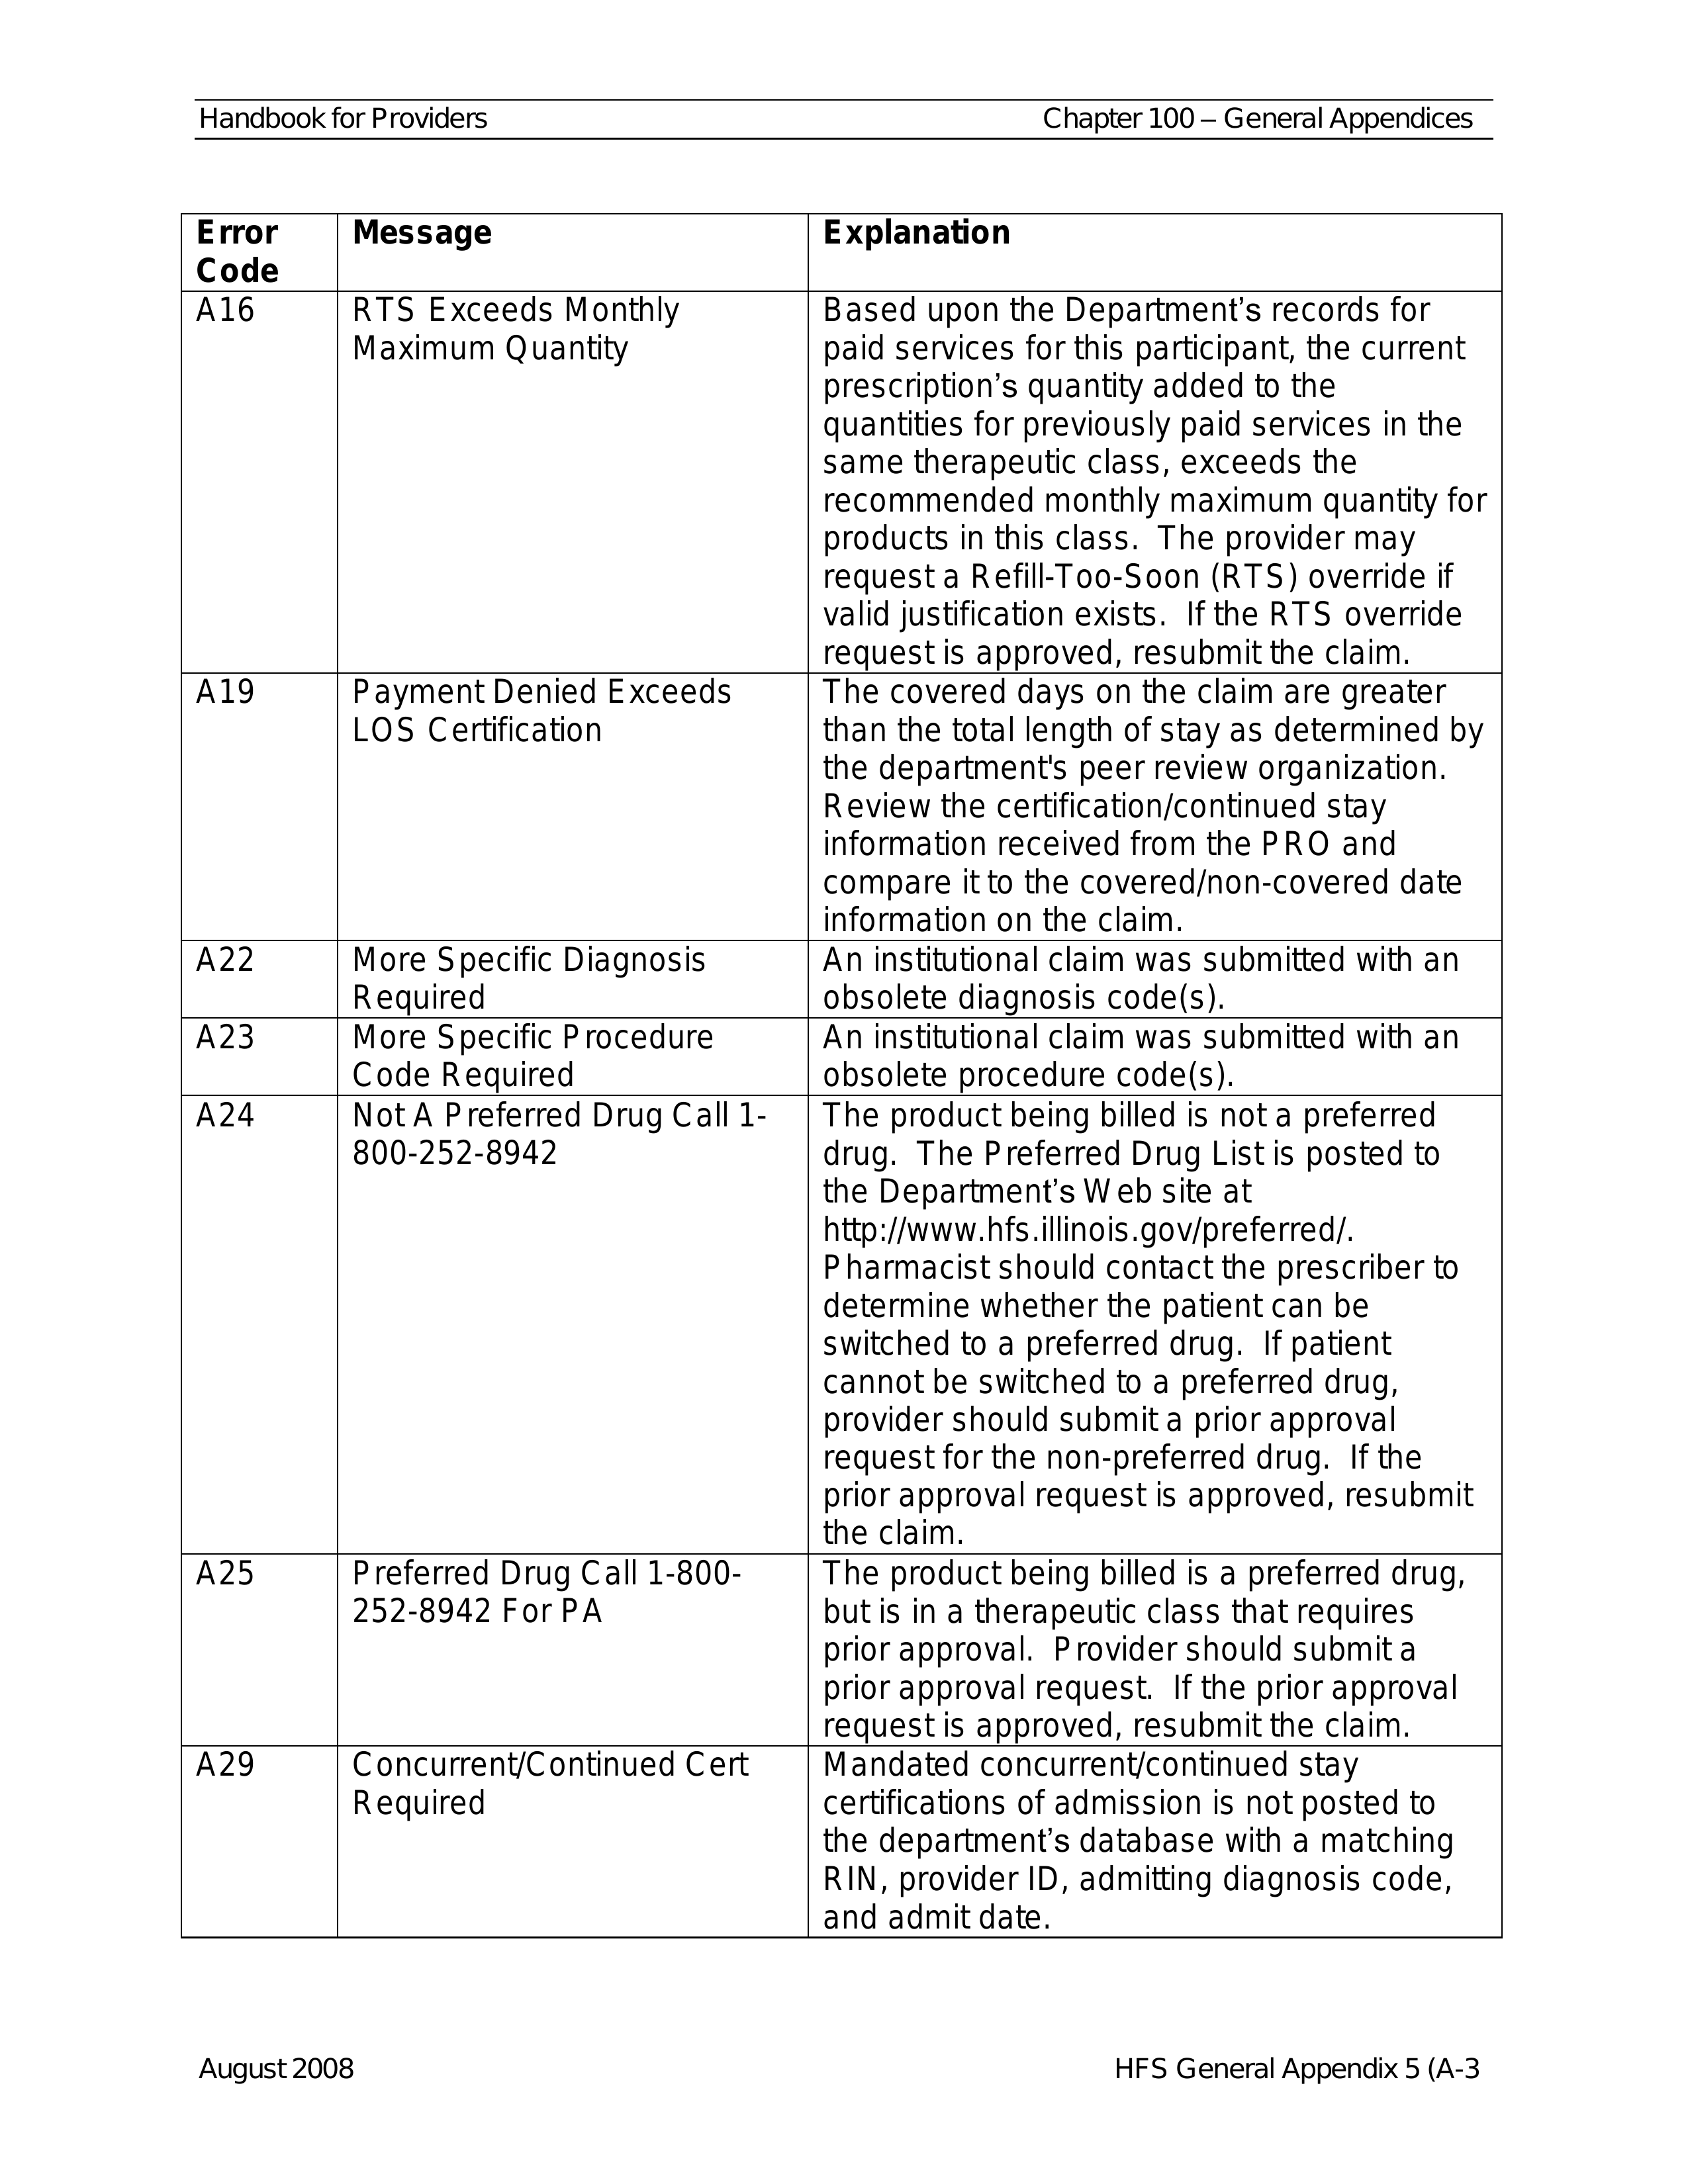 Handbook for Providers Chapter 100 – General Appendices
Error
Code
Message
Explanation
A16
RTS Exceeds Monthly
Maximum Quantity
Based upon the Department’s records for
paid services for this participant, the current
prescription’s quantity added to the
quantities for previously paid services in the
same therapeutic class, exceeds the
recommended monthly maximum quantity for
products in this class.  The provider may
request a Refill-Too-Soon (RTS) override if
valid justification exists.  If the RTS override
request is approved, resubmit the claim.
A19
Payment Denied Exceeds
LOS Certification
The covered days on the claim are greater
than the total length of stay as determined by
the department's peer review organization.
Review the certification/continued stay
information received from the PRO and
compare it to the covered/non-covered date
information on the claim.
A22
More Specific Diagnosis
Required
An institutional claim was submitted with an
obsolete diagnosis code(s).
A23
More Specific Procedure
Code Required
An institutional claim was submitted with an
obsolete procedure code(s).
A24
Not A Preferred Drug Call 1-
800-252-8942
The product being billed is not a preferred
drug.  The Preferred Drug List is posted to
the Department’s Web site at
http://www.hfs.illinois.gov/preferred/.
Pharmacist should contact the prescriber to
determine whether the patient can be
switched to a preferred drug.  If patient
cannot be switched to a preferred drug,
provider should submit a prior approval
request for the non-preferred drug.  If the
prior approval request is approved, resubmit
the claim.
A25
Preferred Drug Call 1-800-
252-8942 For PA
The product being billed is a preferred drug,
but is in a therapeutic class that requires
prior approval.  Provider should submit a
prior approval request.  If the prior approval
request is approved, resubmit the claim.
A29
Concurrent/Continued Cert
Required
Mandated concurrent/continued stay
certifications of admission is not posted to
the department’s database with a matching
RIN, provider ID, admitting diagnosis code,
and admit date.
August 2008 HFS General Appendix 5 (A-3